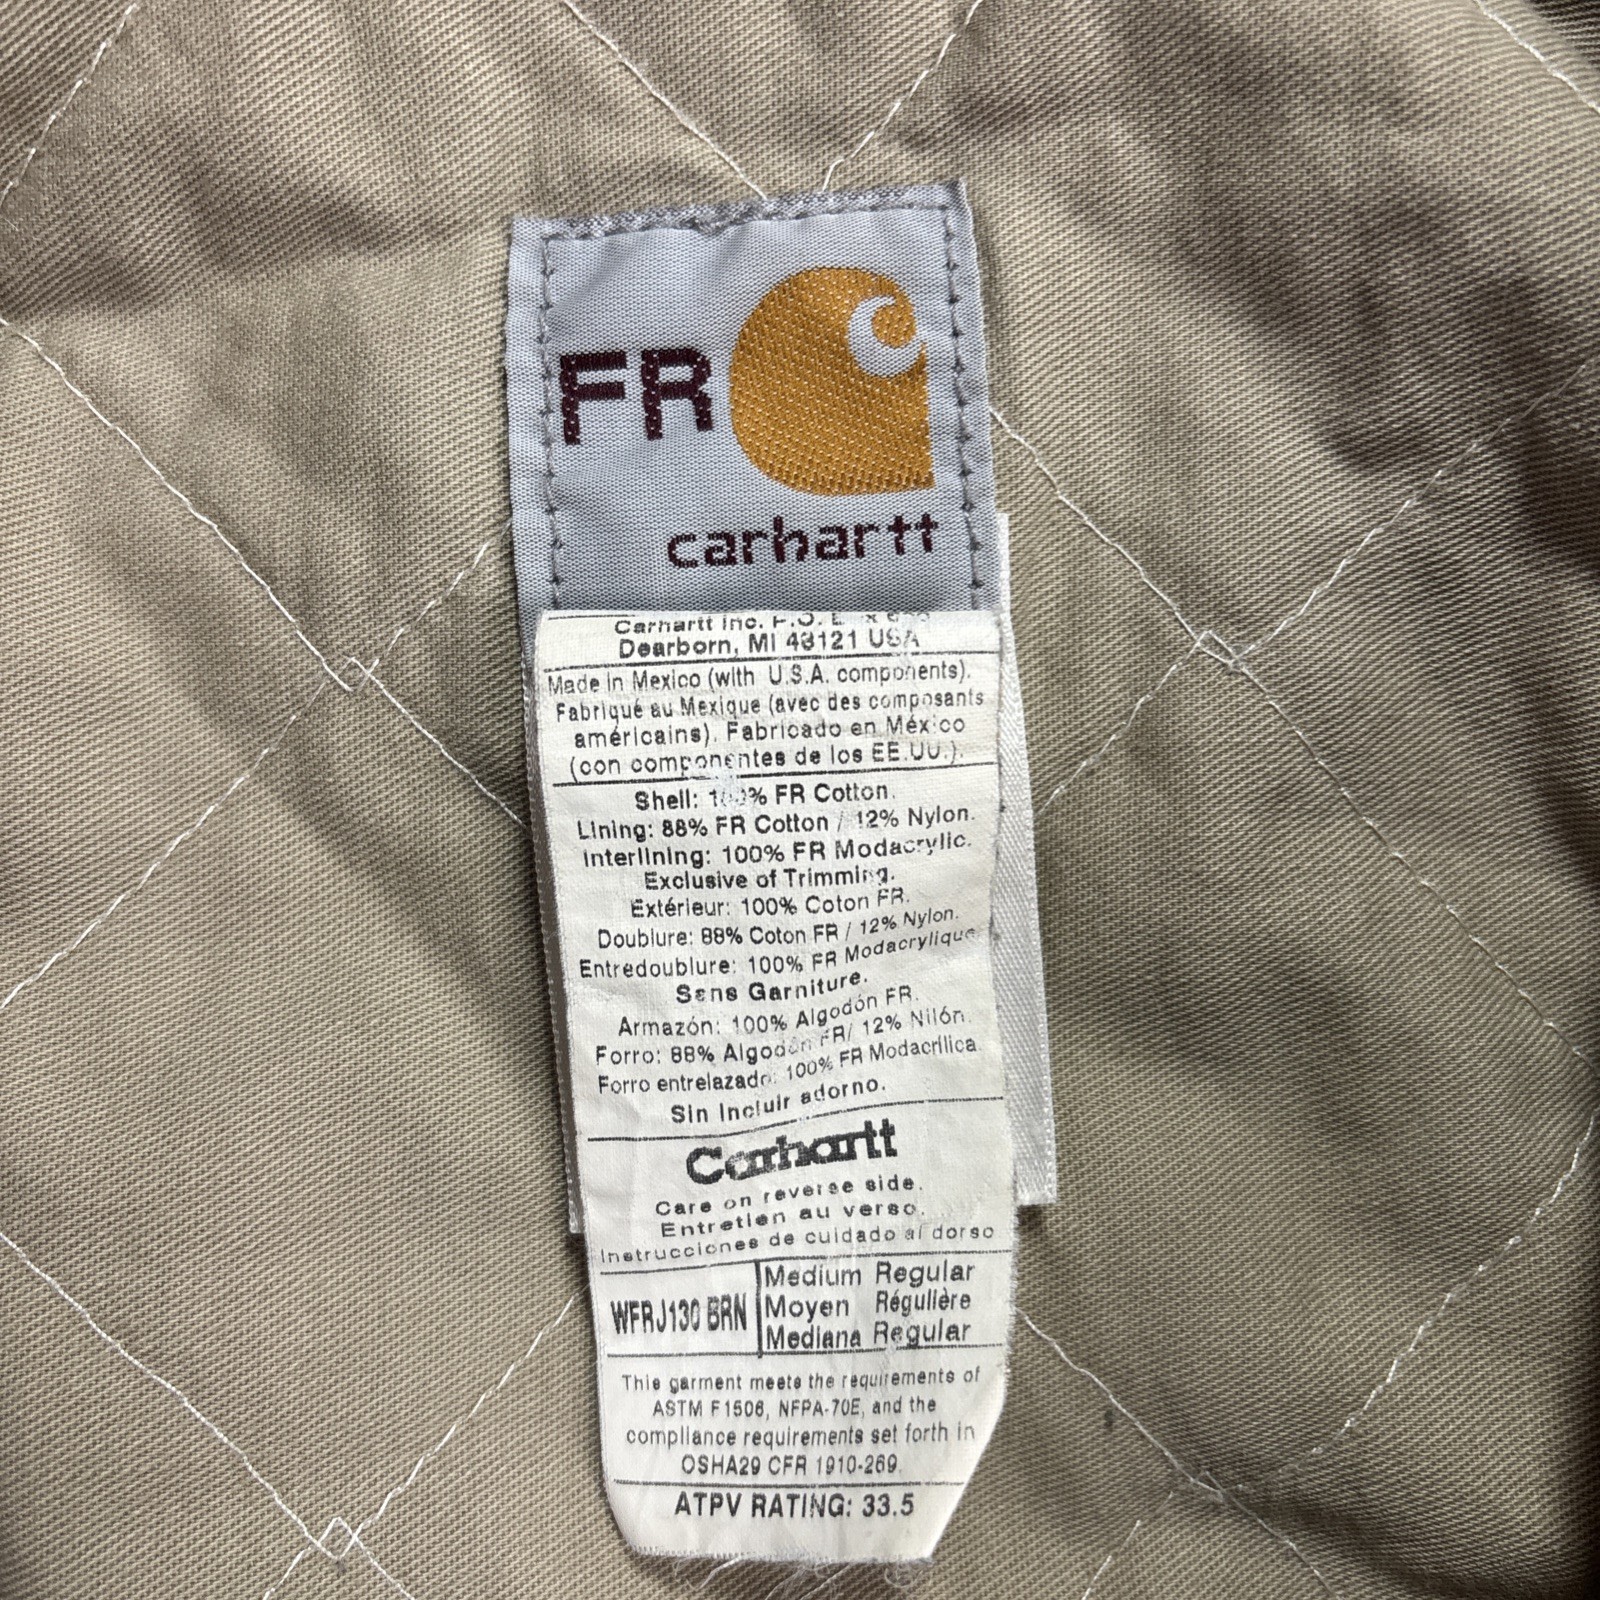 FR
carhartt
Carhartt Inc. P.O.
Dearborn, MI 48121 USA
Made in Mexico (with U.S.A. components).
Fabriqué au Mexique (avec des composants
américains). Fabricado en México
(con componentes de los EE.UU.).
Shell: 100% FR Cotton.
Lining: 88% FR Cotton / 12% Nylon.
Interlining: 100% FR Modacrylic.
Exclusive of Trimming.
Extérieur: 100% Coton FR.
Doublure: 88% Coton FR / 12% Nylon.
Entredoublure: 100% FR Modacrylique
Sans Garniture.
Armazón: 100% Algodón FR.
Forro: 88% Algodón FR/ 12% Nilón.
Forro entrelazado: 100% FR Modacrílica.
Sin Incluir adorno.
Carhartt
Care on reverse side.
Entretien au verso.
Instrucciones de cuidado al dorso
WFRJ130 BRN
Medium Regular
Moyen Régulière
Mediana Regular
This garment meets the requirements of
ASTM F1506, NFPA-70E, and the
compliance requirements set forth in
OSHA29 CFR 1910-269.
ATPV RATING: 33.5